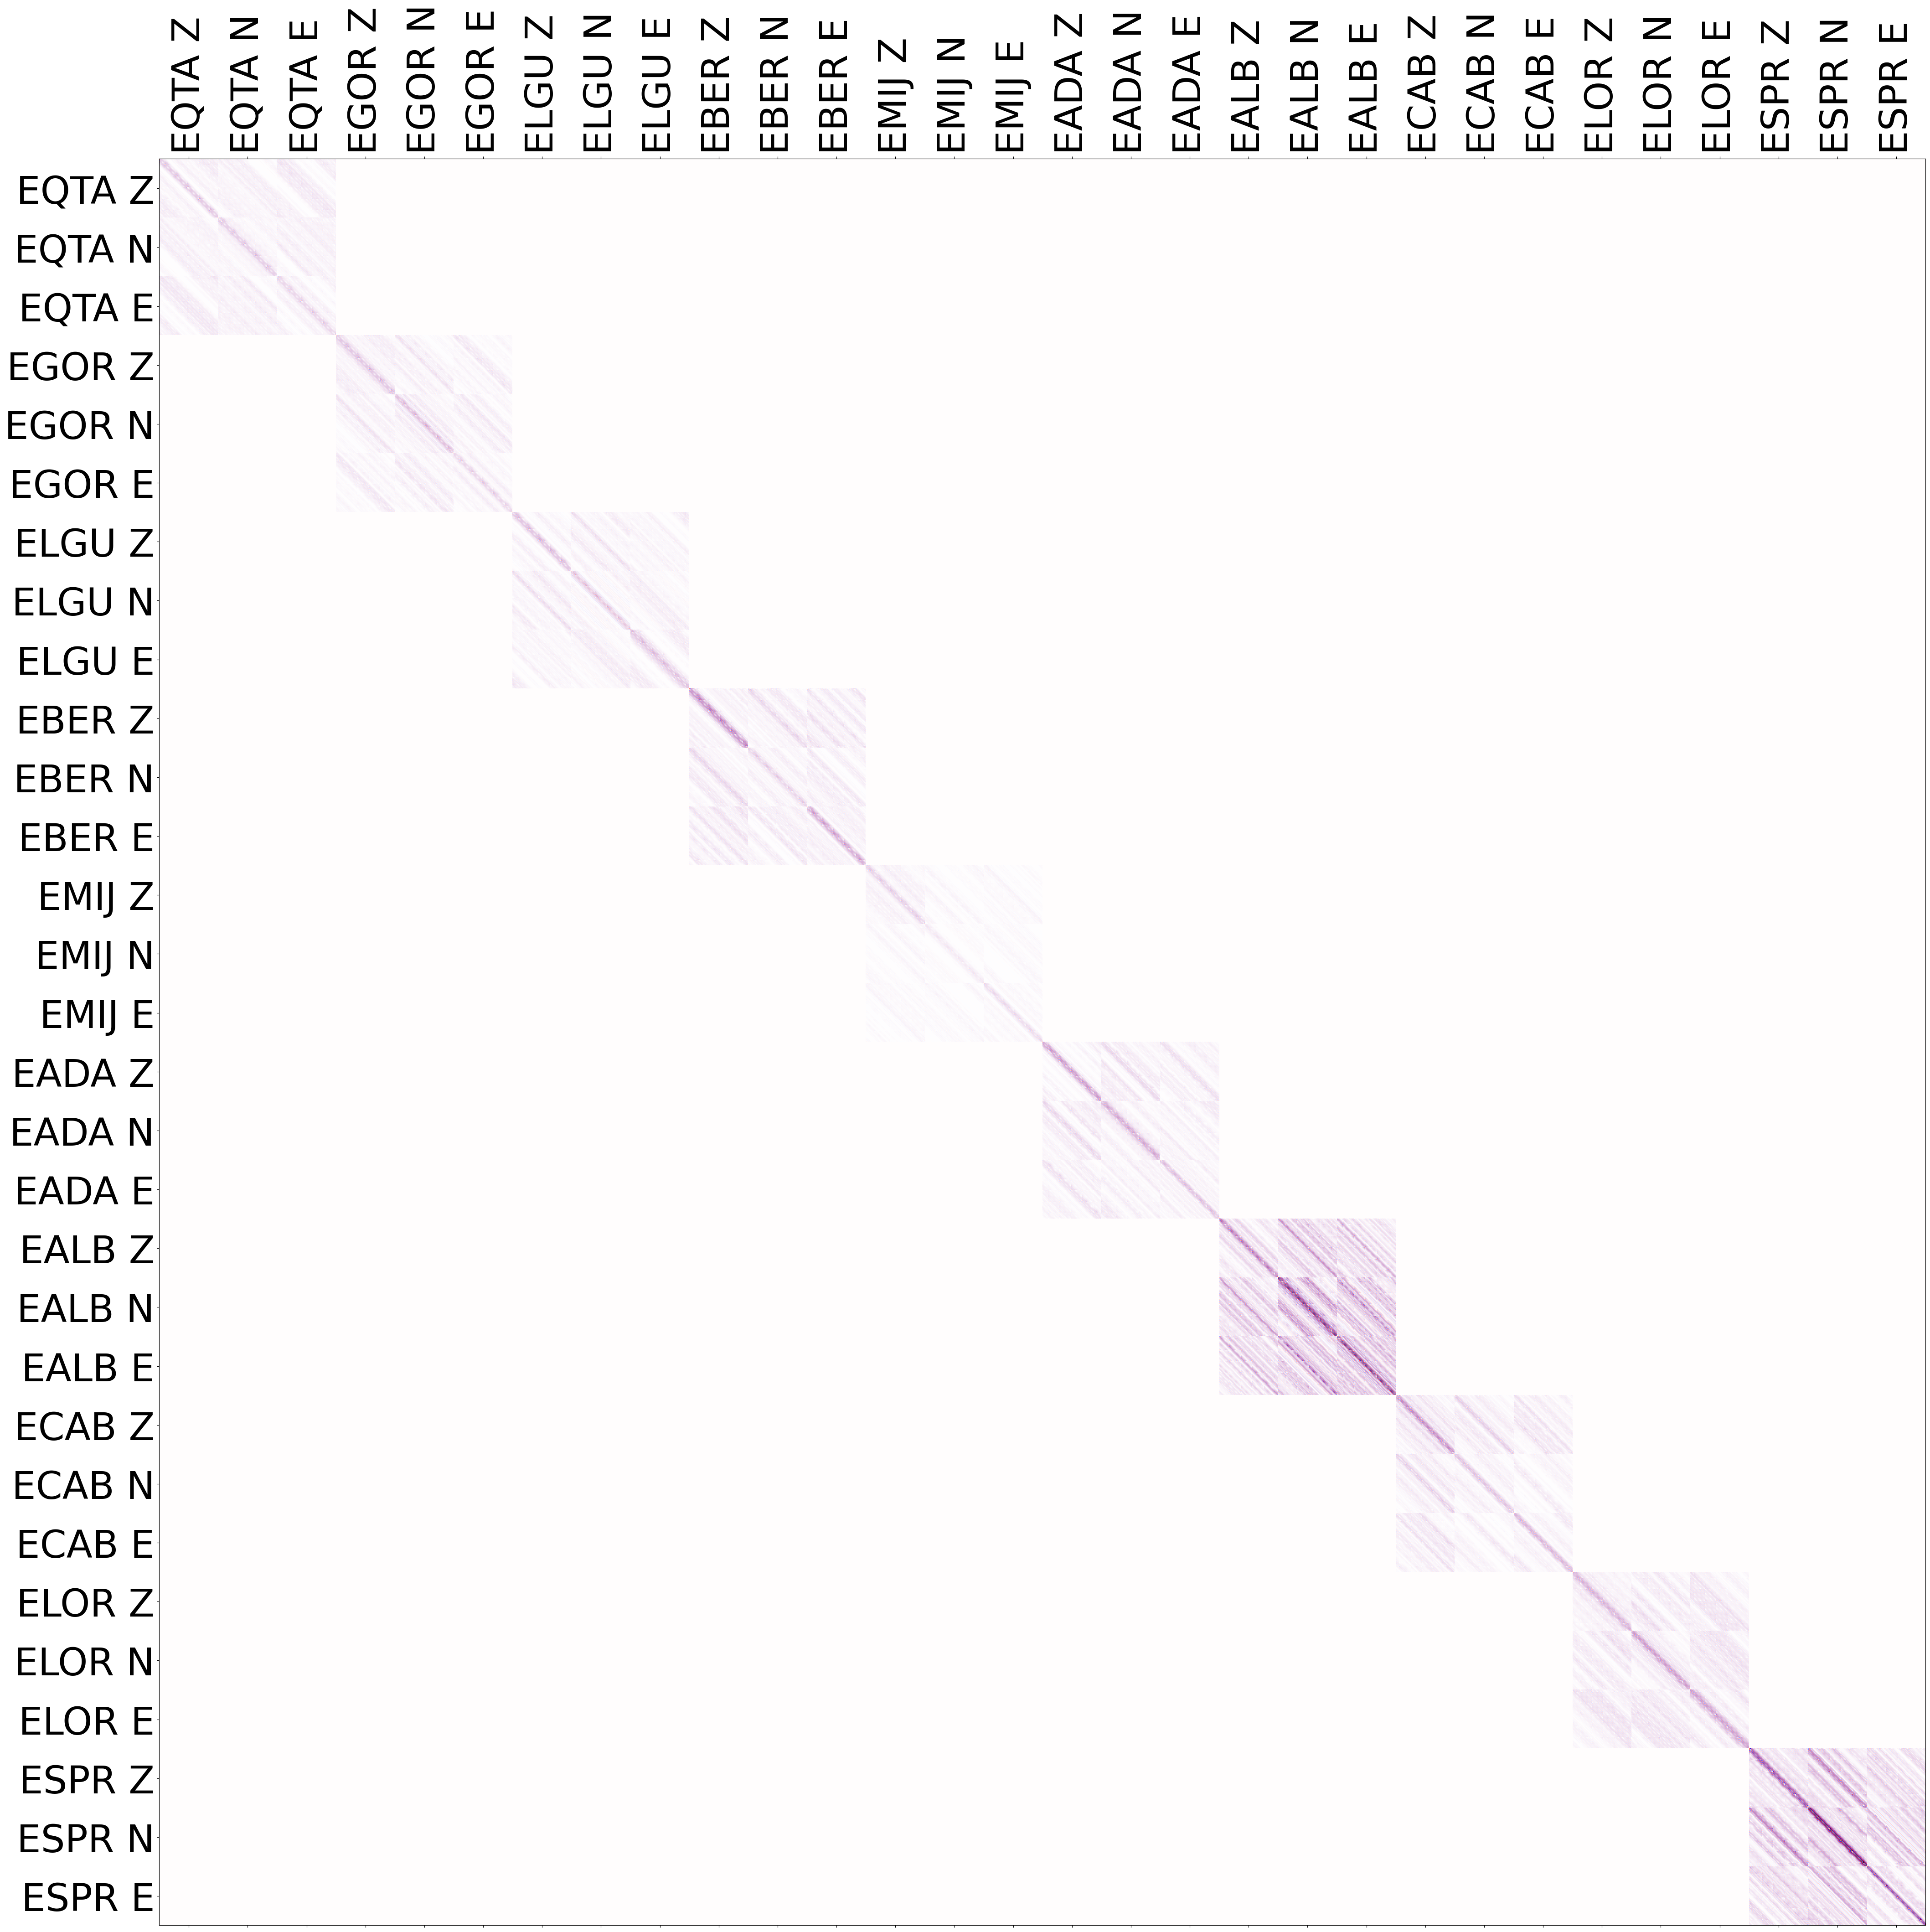 EQTA Z
EQTA N
EQTA E
EGOR Z
EGOR N
EGOR E
ELGU Z
ELGU N
ELGU E
EBER Z
EBER N
EBER E
EMIJ Z
EMIJ N
EMIJ E
EADA Z
EADA N
EADA E
EALB Z
EALB N
EALB E
ECAB Z
ECAB N
ECAB E
ELOR Z
ELOR N
ELOR E
ESPR Z
ESPR N
ESPR E
EQTA Z
EQTA N
EQTA E
EGOR Z
EGOR N
EGOR E
ELGU Z
ELGU N
ELGU E
EBER Z
EBER N
EBER E
EMIJ Z
EMIJ N
EMIJ E
EADA Z
EADA N
EADA E
EALB Z
EALB N
EALB E
ECAB Z
ECAB N
ECAB E
ELOR Z
ELOR N
ELOR E
ESPR Z
ESPR N
ESPR E